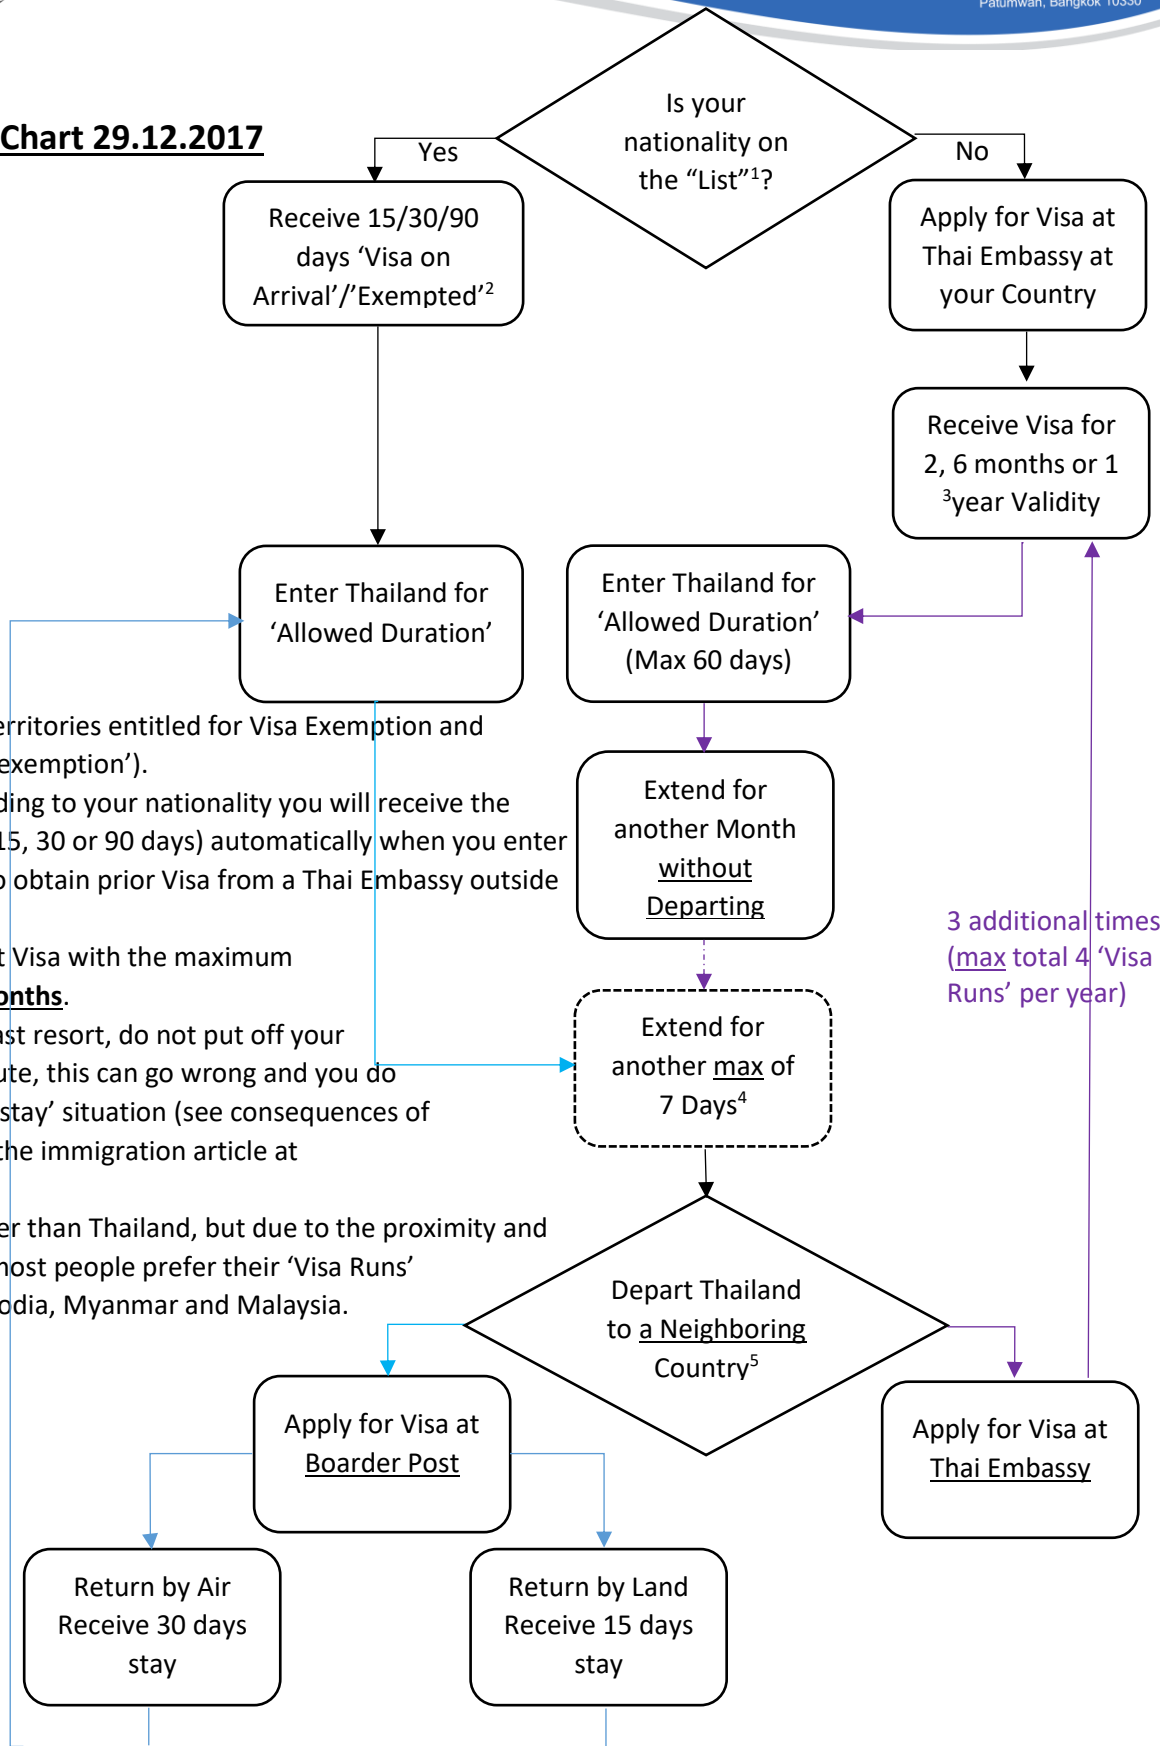 Patumwan, Bangkok 10330
Chart 29.12.2017
Is your
nationality on
the “List”1?
Yes
No
Receive 15/30/90
days ‘Visa on
Arrival’/’Exempted’2
Apply for Visa at
Thai Embassy at
your Country
Receive Visa for
2, 6 months or 1
3year Validity
Enter Thailand for
‘Allowed Duration’
Enter Thailand for
‘Allowed Duration’
(Max 60 days)
erritories entitled for Visa Exemption and
exemption’).
ding to your nationality you will receive the
15, 30 or 90 days) automatically when you enter
o obtain prior Visa from a Thai Embassy outside
t Visa with the maximum
onths.
ast resort, do not put off your
ute, this can go wrong and you do
stay’ situation (see consequences of
the immigration article at
er than Thailand, but due to the proximity and
most people prefer their ‘Visa Runs’
odia, Myanmar and Malaysia.
Extend for
another Month
without
Departing
3 additional times
(max total 4 ‘Visa
Runs’ per year)
Extend for
another max of
7 Days4
Depart Thailand
to a Neighboring
Country5
Apply for Visa at
Boarder Post
Apply for Visa at
Thai Embassy
Return by Air
Receive 30 days
stay
Return by Land
Receive 15 days
stay